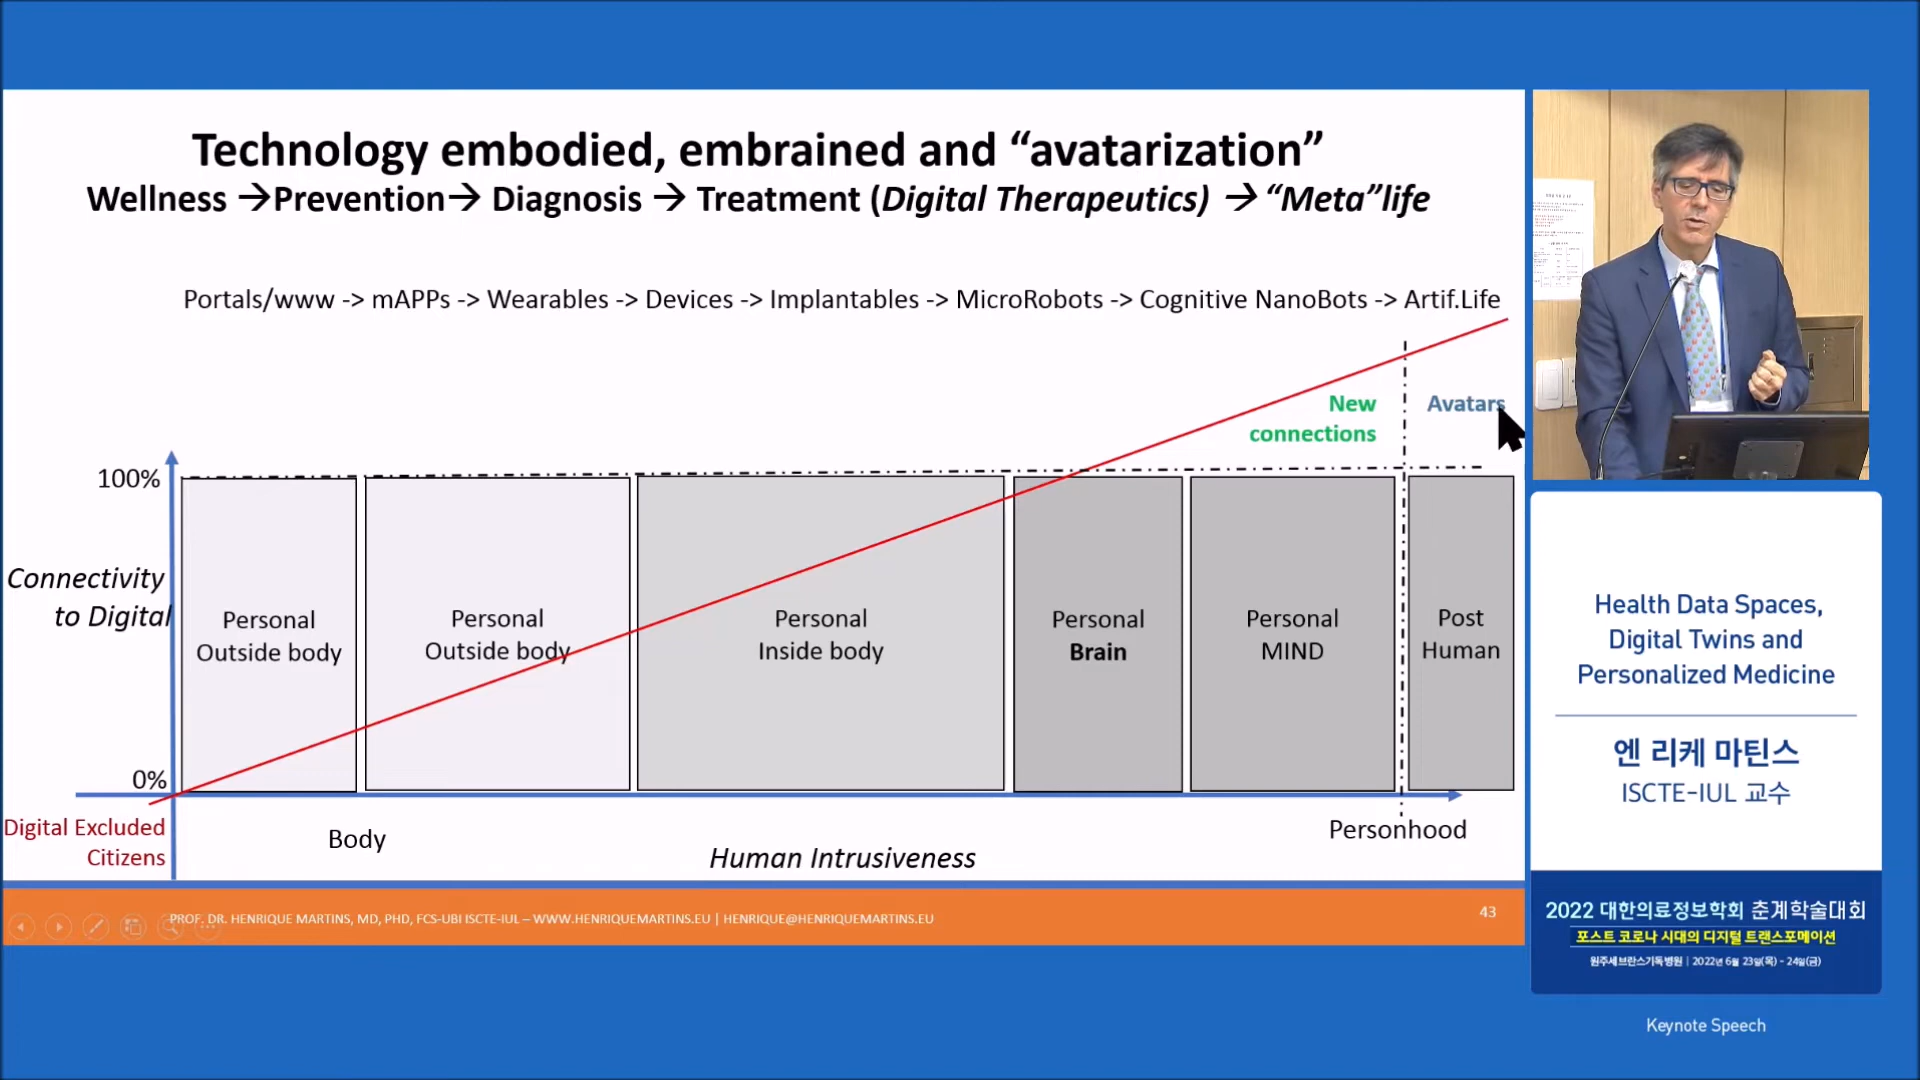 Technology embodied, embrained and “avatarization”
Wellness →Prevention→ Diagnosis → Treatment (Digital Therapeutics) → “Meta”life
Portals/www -> mAPPs -> Wearables -> Devices -> Implantables -> MicroRobots -> Cognitive NanoBots -> Artif.Life
New
connections
Avatars
100%
Connectivity
to Digital
0%
Personal
Outside body
Personal
Outside body
Personal
Inside body
Personal
Brain
Personal
MIND
Post
Human
Digital Excluded
Citizens
Body
Human Intrusiveness
Personhood
PROF. DR. HENRIQUE MARTINS, MD, PHD, FCS-UBI ISCTE-IUL – WWW.HENRIQUEMARTINS.EU | HENRIQUE@HENRIQUEMARTINS.EU
43
Health Data Spaces,
Digital Twins and
Personalized Medicine
엔 리케 마틴스
ISCTE-IUL 교수
2022 대한의료정보학회 춘계학술대회
포스트 코로나 시대의 디지털 트랜스포메이션
원주세브란스기독병원 | 2022년 6월 23일(목) - 24일(금)
Keynote Speech